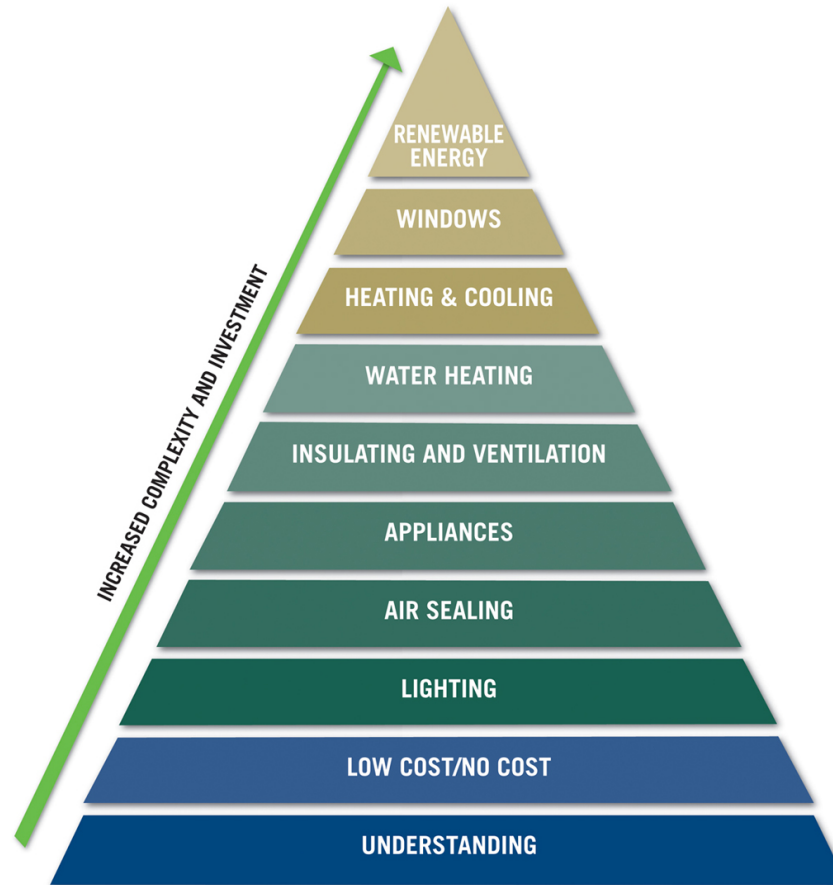 RENEWABLE
ENERGY
WINDOWS
HEATING & COOLING
WATER HEATING
INSULATING AND VENTILATION
APPLIANCES
AIR SEALING
LIGHTING
LOW COST/NO COST
UNDERSTANDING
INCREASED COMPLEXITY AND INVESTMENT